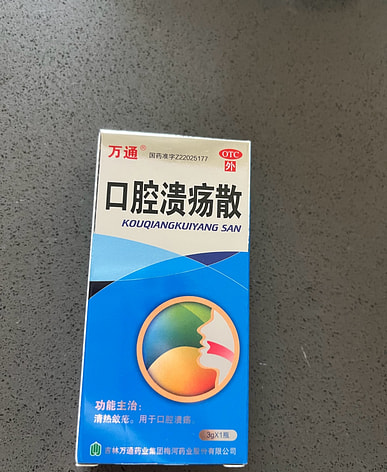 万通® 国药准字Z22025177 OTC
外
口腔溃疡散
KOUQIANGKUIYANG SAN
功能主治:
清热敛疮。用于口腔溃疡。
3gX1瓶
吉林万通药业集团梅河药业股份有限公司